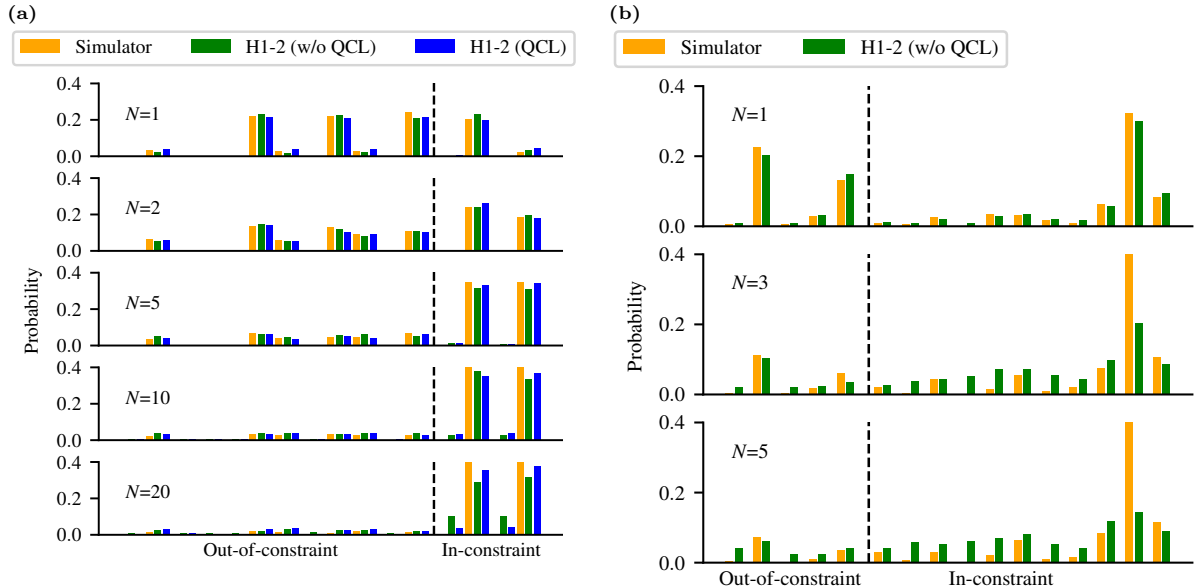 (a)
Simulator H1-2 (w/o QCL) H1-2 (QCL)
Probability
0.4
0.2
0.0
N=1
0.4
0.2
0.0
N=2
0.4
0.2
0.0
N=5
0.4
0.2
0.0
N=10
0.4
0.2
0.0
N=20
Out-of-constraint In-constraint
(b)
Simulator H1-2 (w/o QCL)
Probability
0.4
0.2
0.0
N=1
0.4
0.2
0.0
N=3
0.4
0.2
0.0
N=5
Out-of-constraint In-constraint